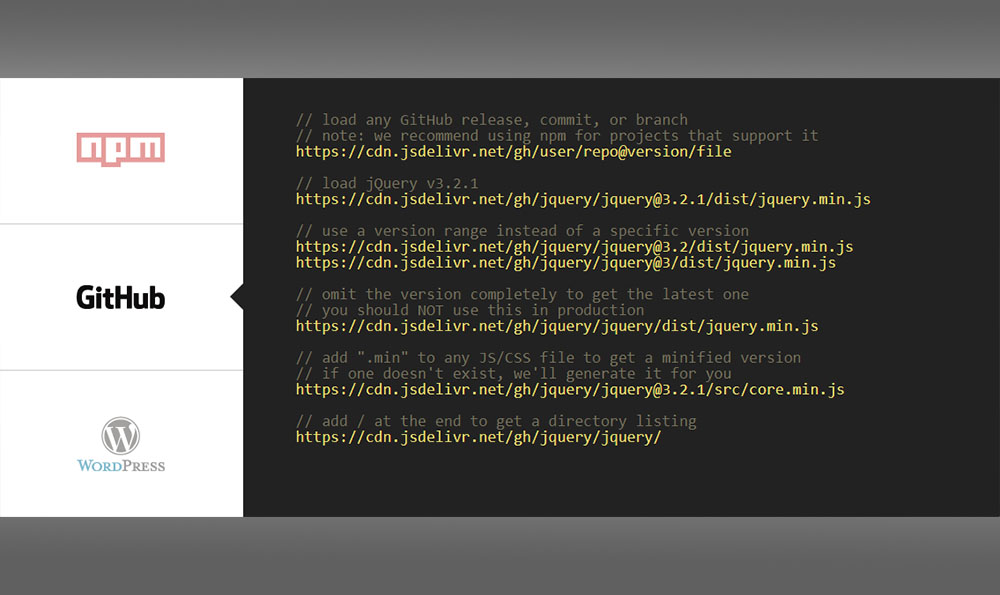 npm
GitHub
WORDPRESS
// load any GitHub release, commit, or branch
// note: we recommend using npm for projects that support it
https://cdn.jsdelivr.net/gh/user/repo@version/file
// load jQuery v3.2.1
https://cdn.jsdelivr.net/gh/jquery/jquery@3.2.1/dist/jquery.min.js
// use a version range instead of a specific version
https://cdn.jsdelivr.net/gh/jquery/jquery@3.2/dist/jquery.min.js
https://cdn.jsdelivr.net/gh/jquery/jquery@3/dist/jquery.min.js
// omit the version completely to get the latest one
// you should NOT use this in production
https://cdn.jsdelivr.net/gh/jquery/jquery/dist/jquery.min.js
// add ".min" to any JS/CSS file to get a minified version
// if one doesn't exist, we'll generate it for you
https://cdn.jsdelivr.net/gh/jquery/jquery@3.2.1/src/core.min.js
// add / at the end to get a directory listing
https://cdn.jsdelivr.net/gh/jquery/jquery/